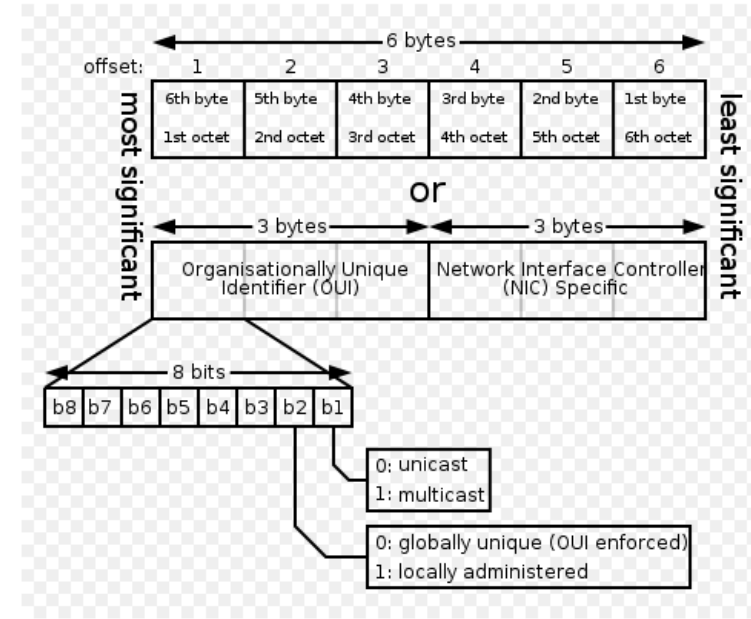 6 bytes
offset: 1 2 3 4 5 6
6th byte 5th byte 4th byte 3rd byte 2nd byte 1st byte
1st octet 2nd octet 3rd octet 4th octet 5th octet 6th octet
most significant
least significant
or
3 bytes 3 bytes
Organisationally Unique
Identifier (OUI)
Network Interface Controller
(NIC) Specific
8 bits
b8 b7 b6 b5 b4 b3 b2 b1
0: unicast
1: multicast
0: globally unique (OUI enforced)
1: locally administered